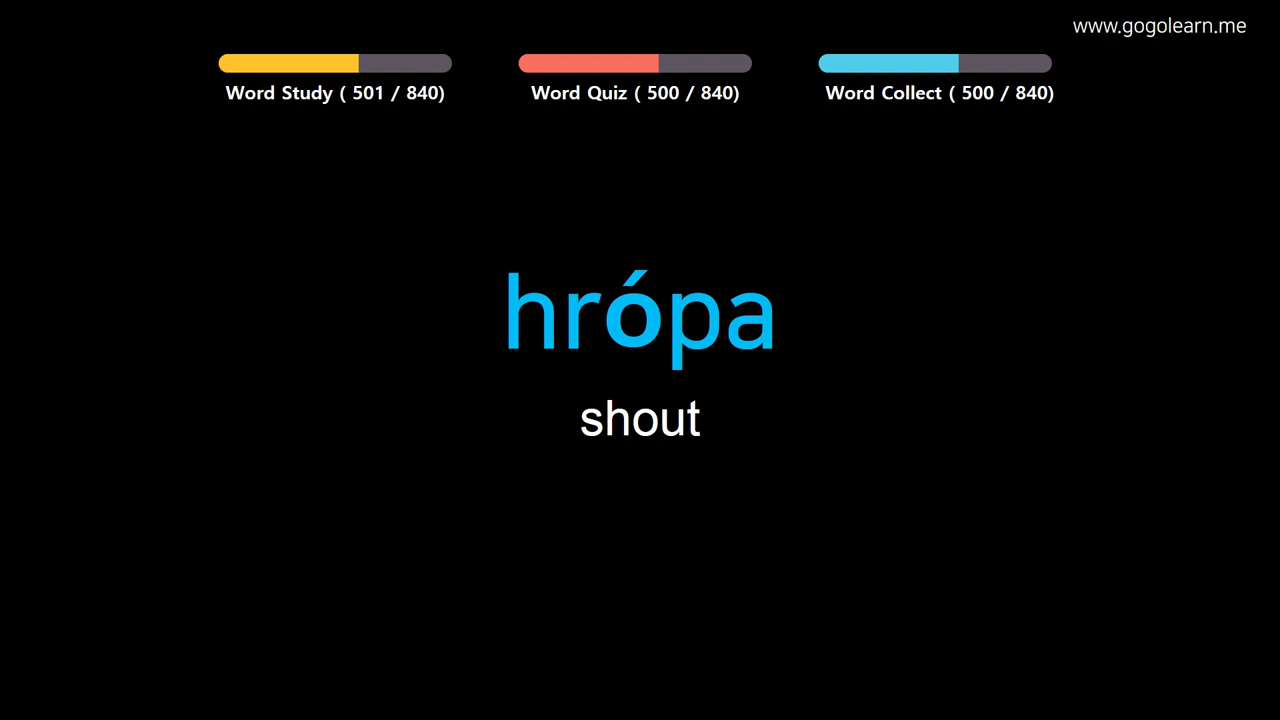 www.gogolearn.me
Word Study ( 501 / 840)
Word Quiz ( 500 / 840)
Word Collect ( 500 / 840)
hrópa
shout